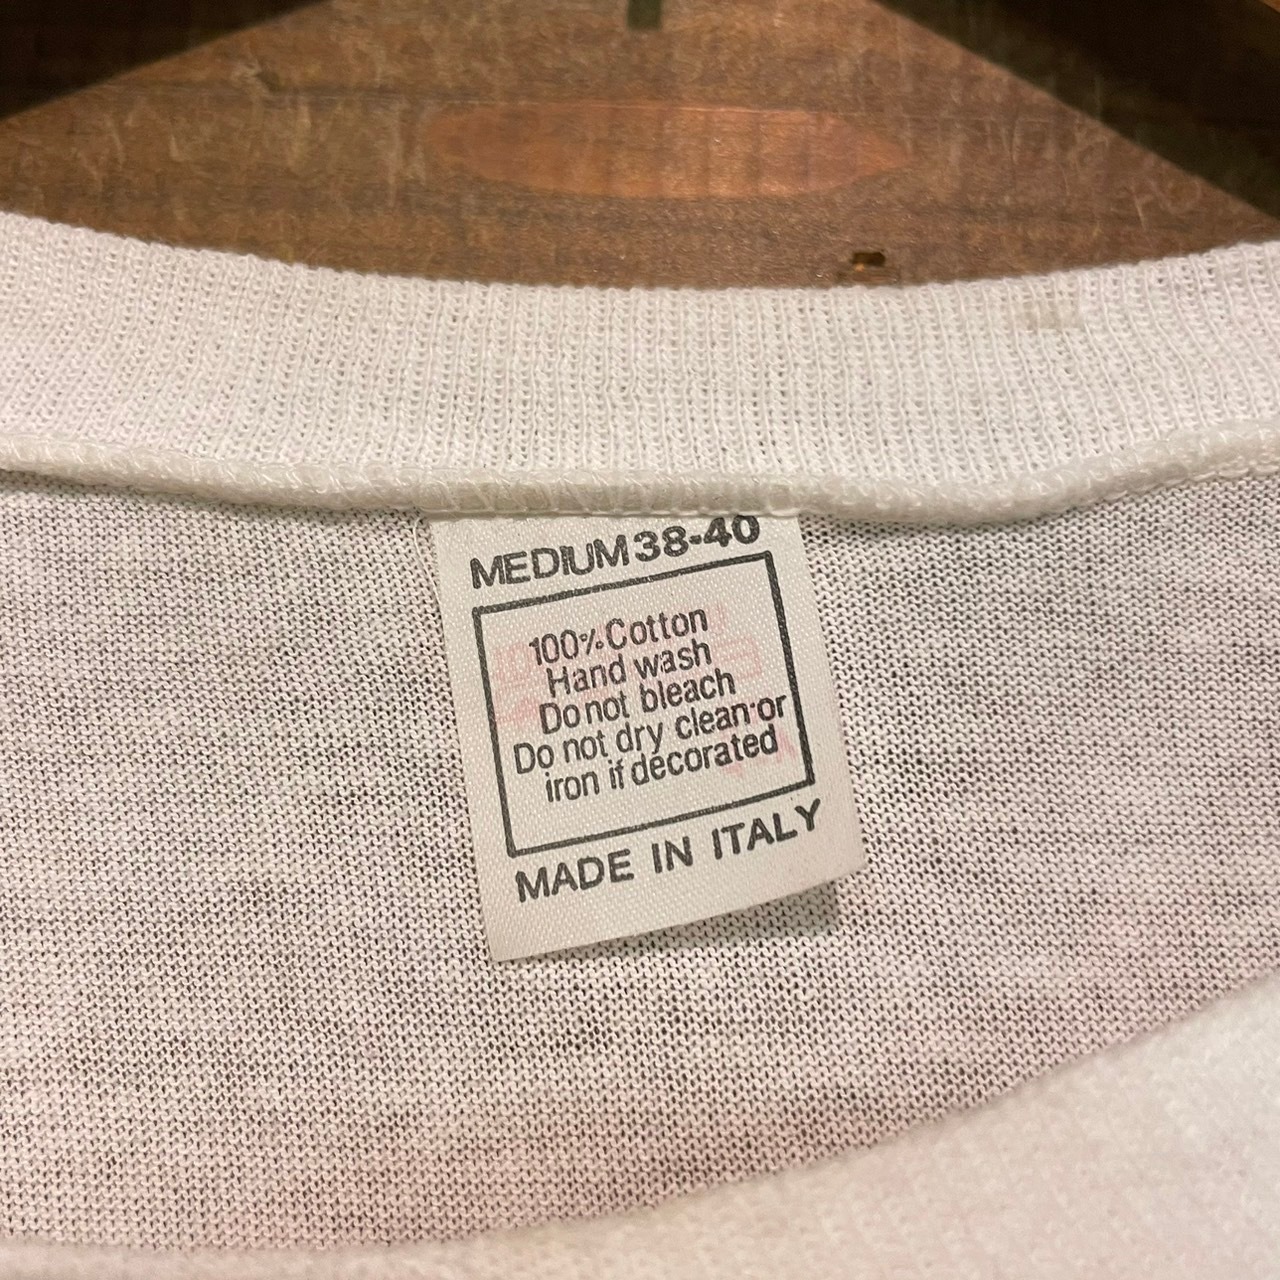 MEDIUM 38-40
100% Cotton
Hand wash
Do not bleach
Do not dry clean or
iron if decorated
MADE IN ITALY